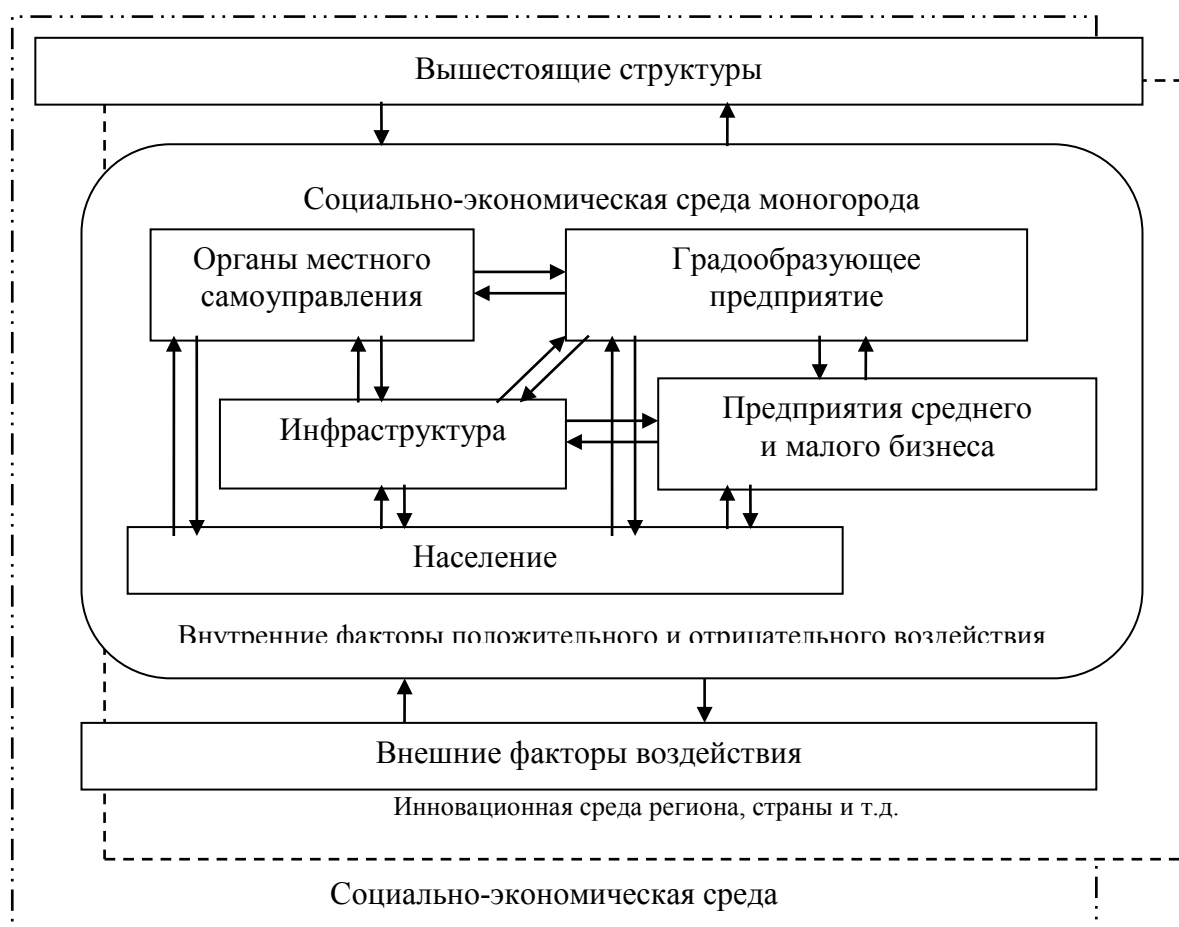 Вышестоящие структуры
Социально-экономическая среда моногорода
Органы местного
самоуправления
Градообразующее
предприятие
Инфраструктура
Предприятия среднего
и малого бизнеса
Население
Внутренние факторы положительного и отрицательного воздействия
Внешние факторы воздействия
Инновационная среда региона, страны и т.д.
Социально-экономическая среда